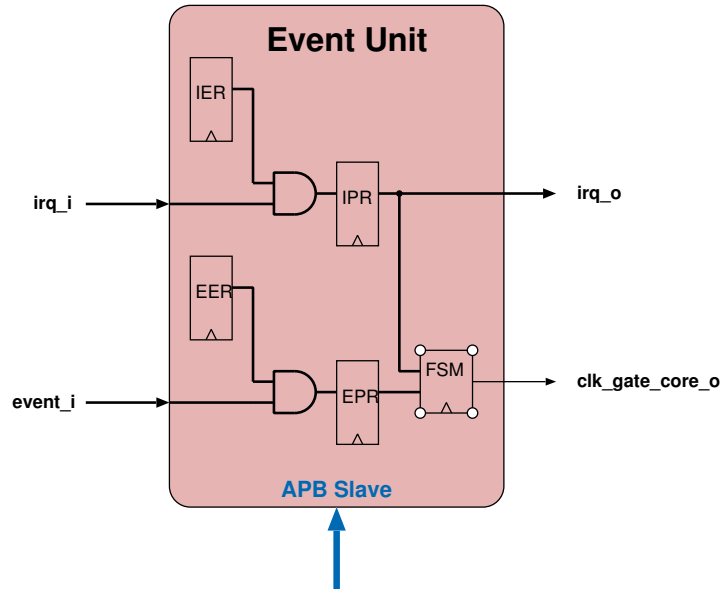 Event Unit
IER
irq_i
IPR
irq_o
EER
FSM
event_i
EPR
clk_gate_core_o
APB Slave